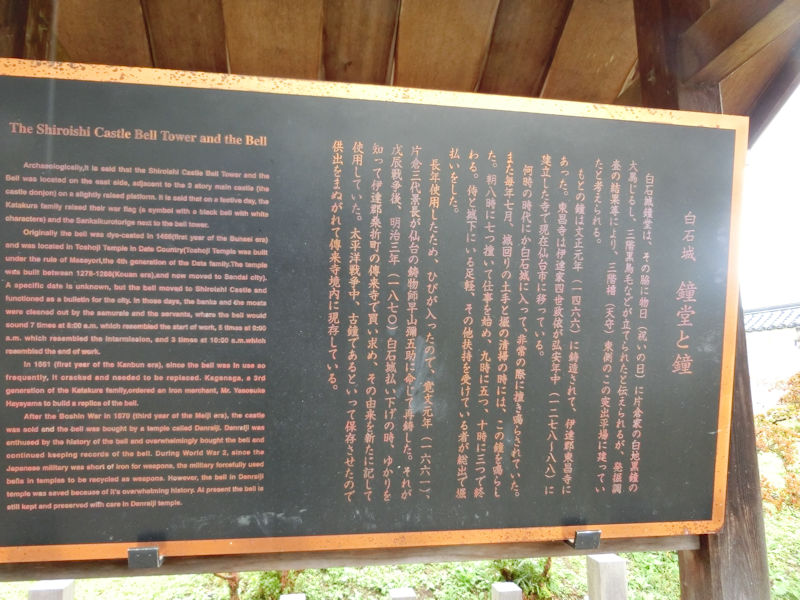 The Shiroishi Castle Bell Tower and the Bell
Archaeologically,it is said that the Shiroishi Castle Bell Tower and the
Bell was located on the east side, adjacent to the 3 story main castle (the
castle donjon) on a slightly raised platform. It is said that on a festive day, the
Katakura family raised their war flag (a symbol with a black bell with white
characters) and the Sankaikurotorige next to the bell tower.
Originally the bell was dye-casted in 1466(first year of the Bunsei era)
and was located in Toshoji Temple in Date Country(Toshoji Temple was built
under the rule of Masayori,the 4th generation of the Data family.The temple
was built between 1278-1288(Kouan era),and now moved to Sendai city).
A specific date is unknown, but the bell moved to Shiroishi Castle and
functioned as a bulletin for the city. In those days, the banks and the moats
were cleaned out by the samurais and the servants, where the bell would
sound 7 times at 8:00 a.m. which resembled the start of work, 5 times at 9:00
a.m. which resembled the intermission, and 3 times at 10:00 a.m.which
resembled the end of work.
In 1661 (first year of the Kanbun era), since the bell was in use so
frequently, it cracked and needed to be replaced. Kagenaga, a 3rd
generation of the Katakura family,ordered an iron merchant, Mr. Yasosuke
Hayayama to build a replica of the bell.
After the Boshin War in 1870 (third year of the Meiji era), the castle
was sold and the bell was bought by a temple called Denraiji. Denraiji was
enthused by the history of the bell and overwhelmingly bought the bell and
continued keeping records of the bell. During World War 2, since the
Japanese military was short of iron for weapons, the military forcefully used
bells in temples to be recycled as weapons. However, the bell in Denraiji
temple was saved because of it's overwhelming history. At present the bell is
still kept and preserved with care in Denraiji temple.
白石城 鐘堂と鐘
白石城鐘堂は、その脇に物日（祝いの日）に片倉家の白地黒鐘の
大馬じるし、三階黒鳥毛などが立てられたと伝えられるが、発掘調
査の結果等により、三階櫓（天守）東側のこの突出平場に建ってい
たと考えられる。
もとの鐘は文正元年（一四六六）に鋳造されて、伊達郡東昌寺に
あった。東昌寺は伊達家四世政依が弘安年中（一二七八〜八八）に
建立した寺で現在仙台市に移っている。
何時の時代にか白石城に入って、非常の際に撞き鳴らされていた。
また毎年七月、城回りの土手と堀の清掃の時には、この鐘を鳴らし
た。朝八時に七つ撞いて仕事を始め、九時に五つ、十時に三つで終
わる。侍と城下にいる足軽、その他扶持を受けている者が総出で堀
払いをした。
長年使用したため、ひびが入ったので、寛文元年（一六六一）、
片倉三代景長が仙台の鋳物師早山彌五助に命じて再鋳した。それが
戊辰戦争後、明治三年（一八七〇）白石城払い下げの時、ゆかりを
知って伊達郡桑折町の傳来寺で買い求め、その由来を新たに記して
使用していた。太平洋戦争中、古鐘であるといって保存させたので
供出をまぬがれて傳来寺境内に現存している。